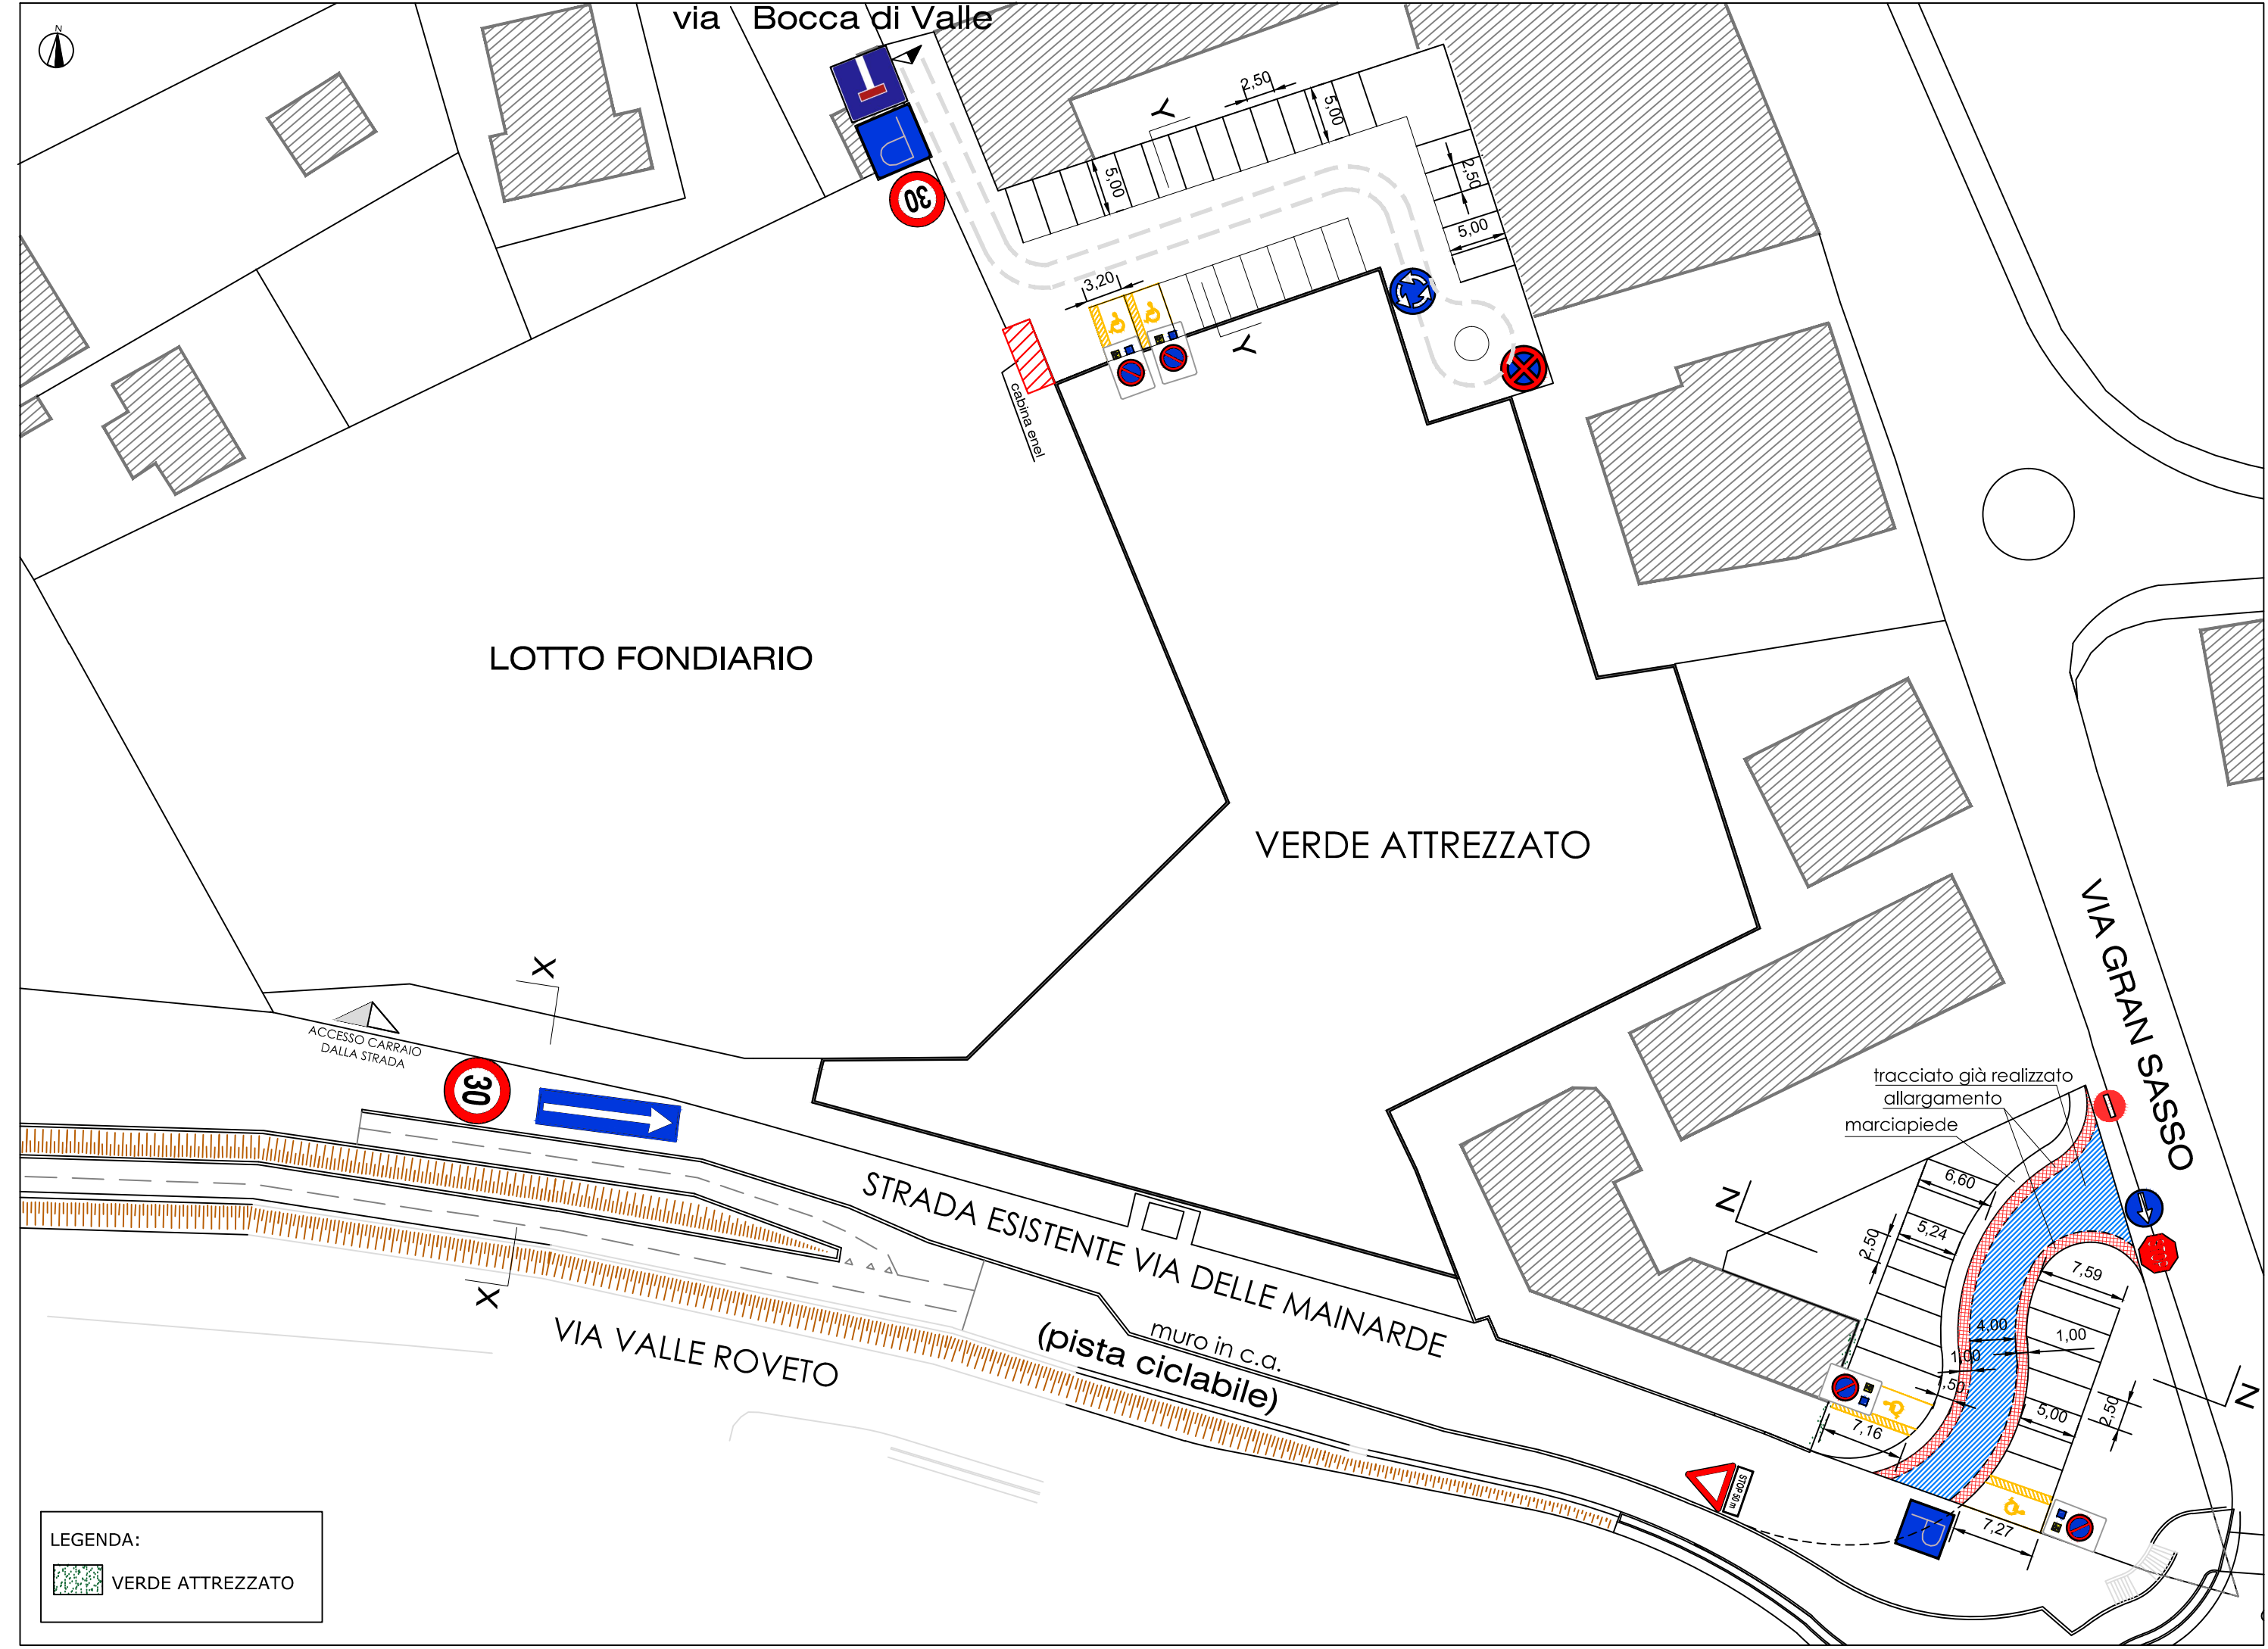 via Bocca di Valle
N
P
30
2,50
5,00
Y
5,00
2,50
5,00
3,20
Y
cabina enel
LOTTO FONDIARIO
VERDE ATTREZZATO
VIA GRAN SASSO
X
ACCESSO CARRAIO
DALLA STRADA
30
X
STRADA ESISTENTE VIA DELLE MAINARDE
(pista ciclabile)
muro in c.a.
VIA VALLE ROVETO
tracciato già realizzato
allargamento
marciapiede
Z
6,60
5,24
2,50
7,59
4,00
1,00
1,00
,50
5,00
2,50
Z
7,16
7,27
STOP 50 m
P
LEGENDA:
VERDE ATTREZZATO